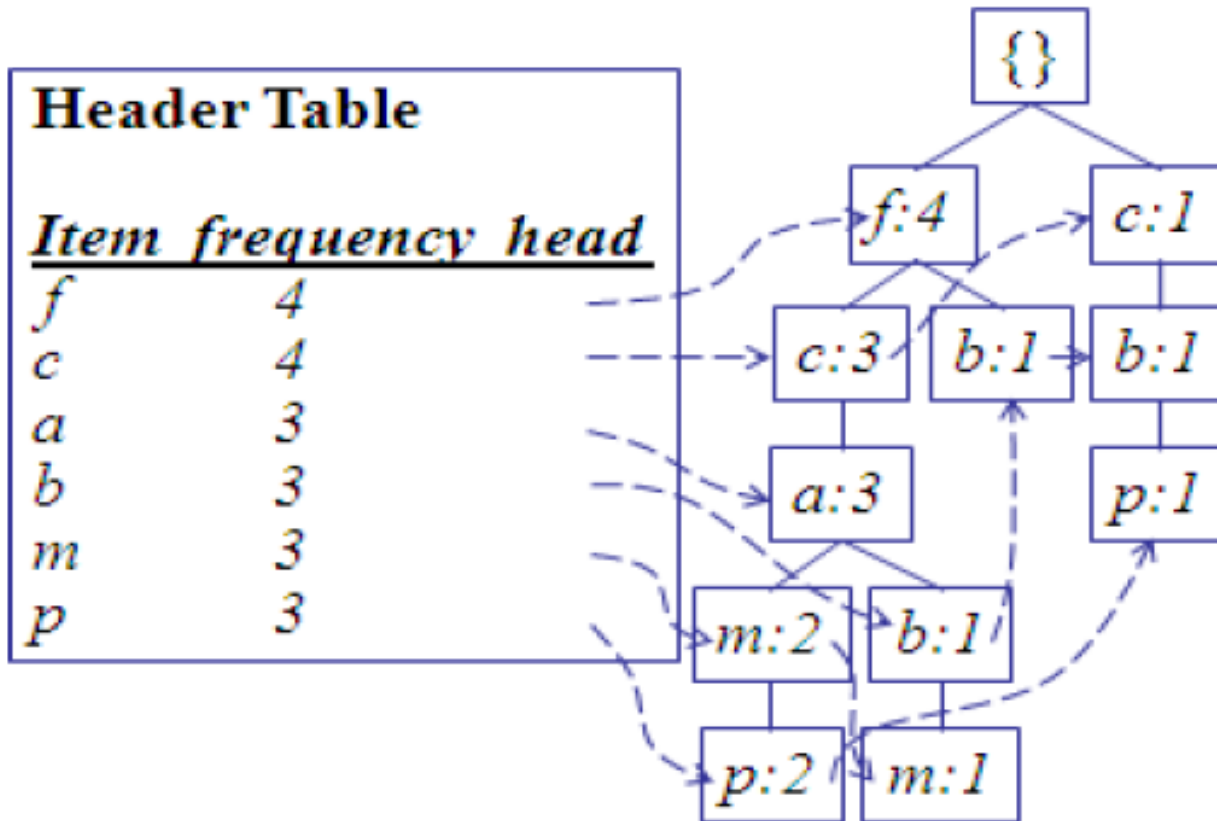 Header Table
Item frequency head
f 4
c 4
a 3
b 3
m 3
p 3
{}
f:4 c:1
c:3 b:1 b:1
a:3 p:1
m:2 b:1
p:2 m:1